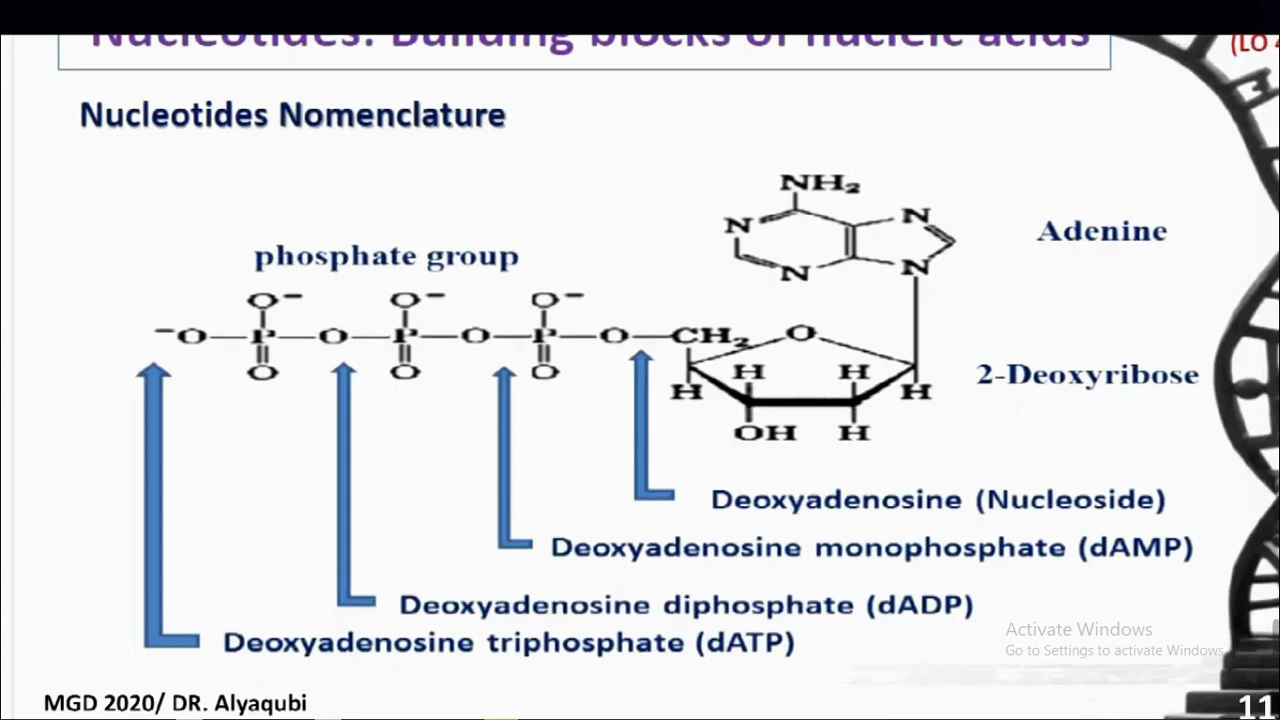 Nucleotides: Building blocks of nucleic acids
(LO
Nucleotides Nomenclature
NH2
N
N
Adenine
N
N
phosphate group
O− O− O−
−O—P—O—P—O—P—O—CH2 O
O O O
H H H H
2-Deoxyribose
OH H
Deoxyadenosine (Nucleoside)
Deoxyadenosine monophosphate (dAMP)
Deoxyadenosine diphosphate (dADP)
Deoxyadenosine triphosphate (dATP)
Activate Windows
Go to Settings to activate Windows
MGD 2020/ DR. Alyaqubi
11